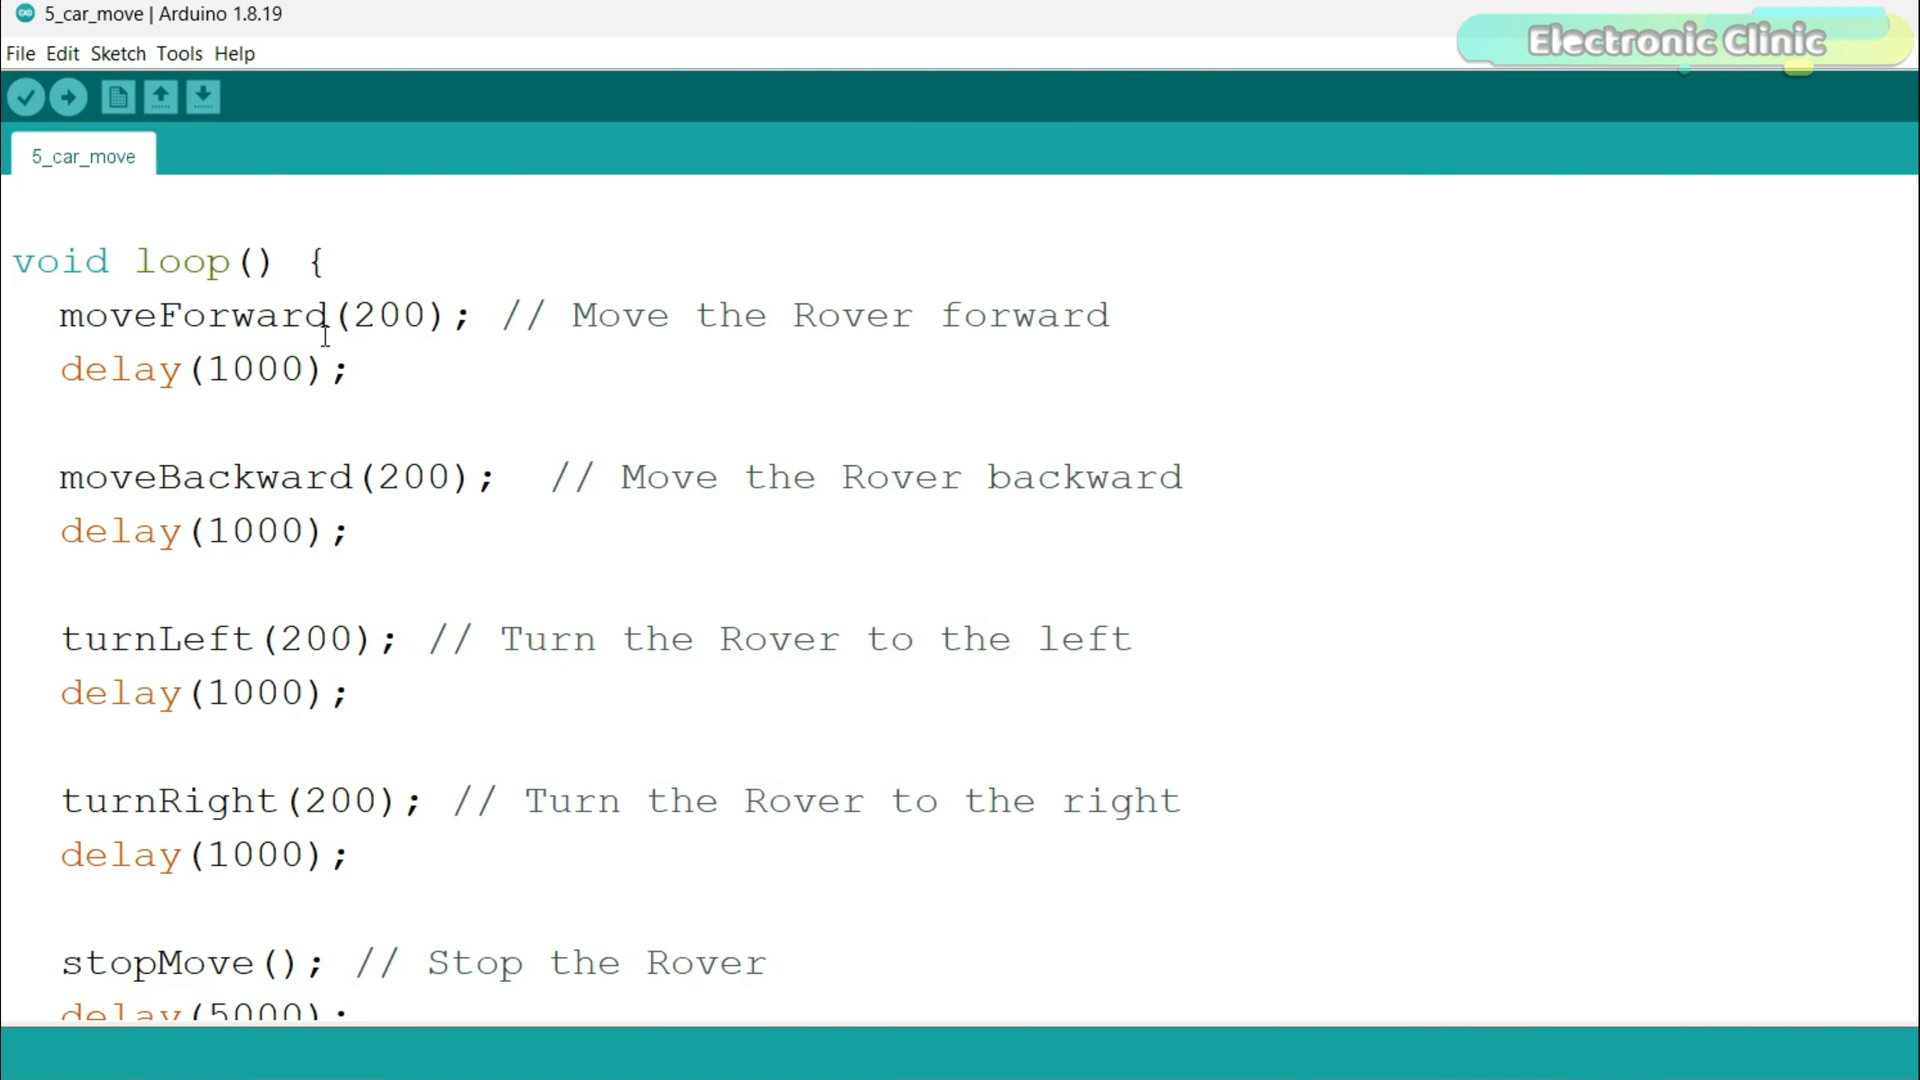 5_car_move | Arduino 1.8.19
Electronic Clinic
File Edit Sketch Tools Help
5_car_move
void loop() {
moveForward(200); // Move the Rover forward
delay(1000);
moveBackward(200);  // Move the Rover backward
delay(1000);
turnLeft(200); // Turn the Rover to the left
delay(1000);
turnRight(200); // Turn the Rover to the right
delay(1000);
stopMove(); // Stop the Rover
delay(5000);